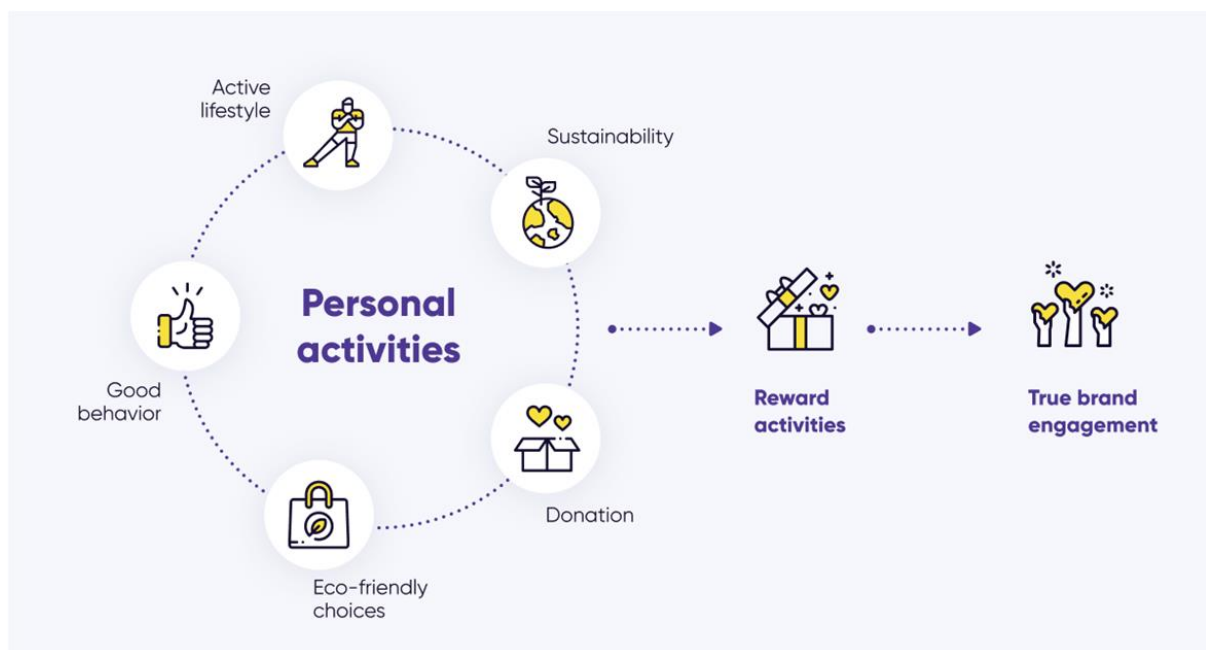 Active
lifestyle
Sustainability
Personal
activities
Good
behavior
Donation
Eco-friendly
choices
Reward
activities
True brand
engagement